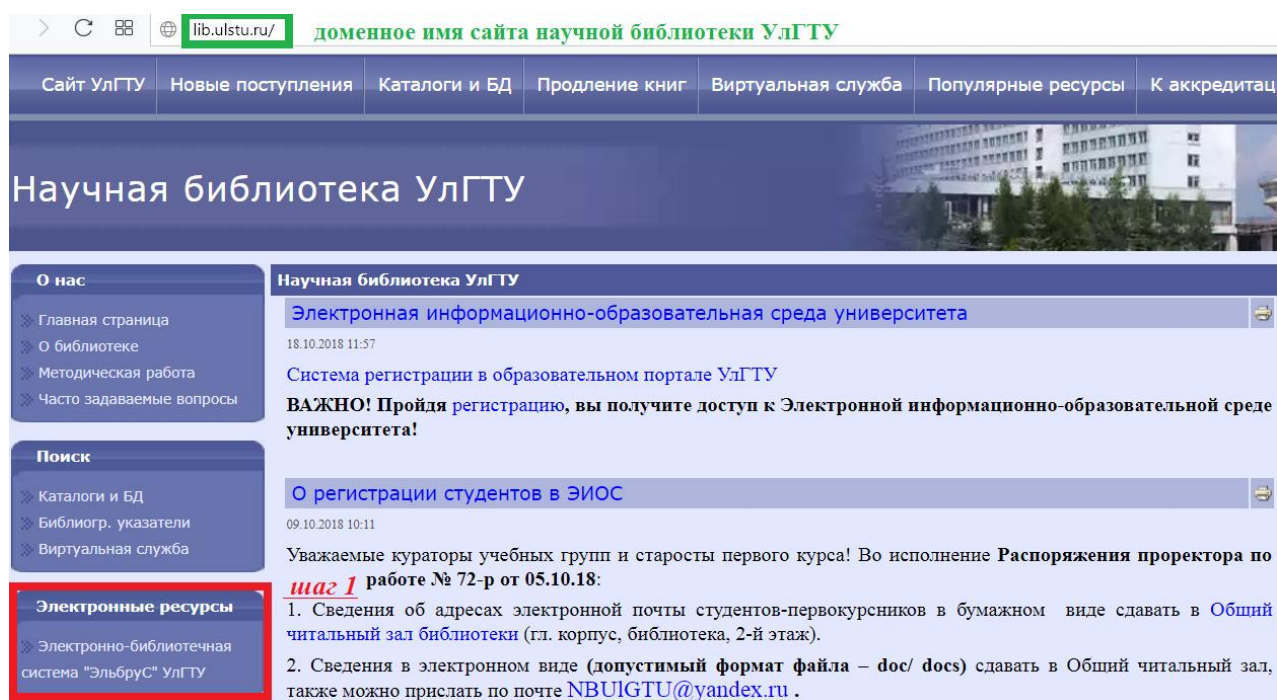 lib.ulstu.ru/ доменное имя сайта научной библиотеки УлГТУ
Сайт УлГТУ Новые поступления Каталоги и БД Продление книг Виртуальная служба Популярные ресурсы К аккредитац
Научная библиотека УлГТУ
О нас
Главная страница
О библиотеке
Методическая работа
Часто задаваемые вопросы
Поиск
Каталоги и БД
Библиогр. указатели
Виртуальная служба
Электронные ресурсы
Электронно-библиотечная
система "ЭльбруС" УлГТУ
Научная библиотека УлГТУ
Электронная информационно-образовательная среда университета
18.10.2018 11:57
Система регистрации в образовательном портале УлГТУ
ВАЖНО! Пройдя регистрацию, вы получите доступ к Электронной информационно-образовательной среде
университета!
О регистрации студентов в ЭИОС
09.10.2018 10:11
Уважаемые кураторы учебных групп и старосты первого курса! Во исполнение Распоряжения проректора по
шаг 1 работе № 72-р от 05.10.18:
1. Сведения об адресах электронной почты студентов-первокурсников в бумажном виде сдавать в Общий
читальный зал библиотеки (гл. корпус, библиотека, 2-й этаж).
2. Сведения в электронном виде (допустимый формат файла – doc/ docs) сдавать в Общий читальный зал,
также можно прислать по почте NBUlGTU@yandex.ru .